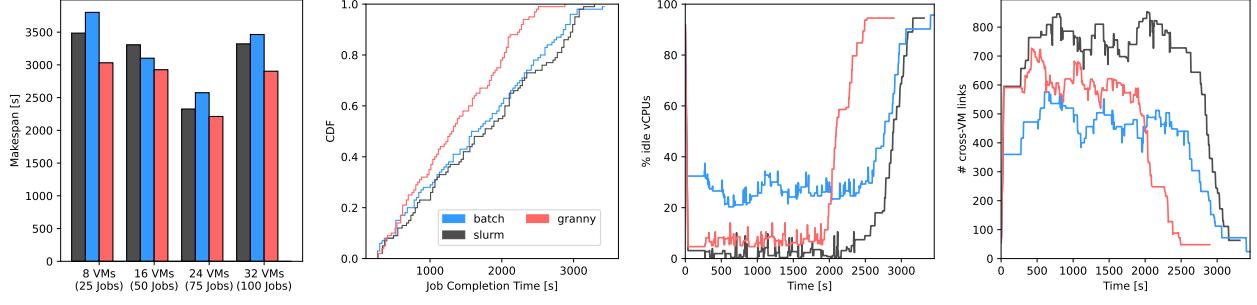 Makespan [s]
3500
3000
2500
2000
1500
1000
500
0
8 VMs
(25 Jobs)
16 VMs
(50 Jobs)
24 VMs
(75 Jobs)
32 VMs
(100 Jobs)
CDF
1.0
0.8
0.6
0.4
0.2
0.0
batch
slurm
granny
1000
2000
3000
Job Completion Time [s]
% idle vCPUs
100
80
60
40
20
0
0 500 1000 1500 2000 2500 3000
Time [s]
# cross-VM links
800
700
600
500
400
300
200
100
0
0 500 1000 1500 2000 2500 3000
Time [s]